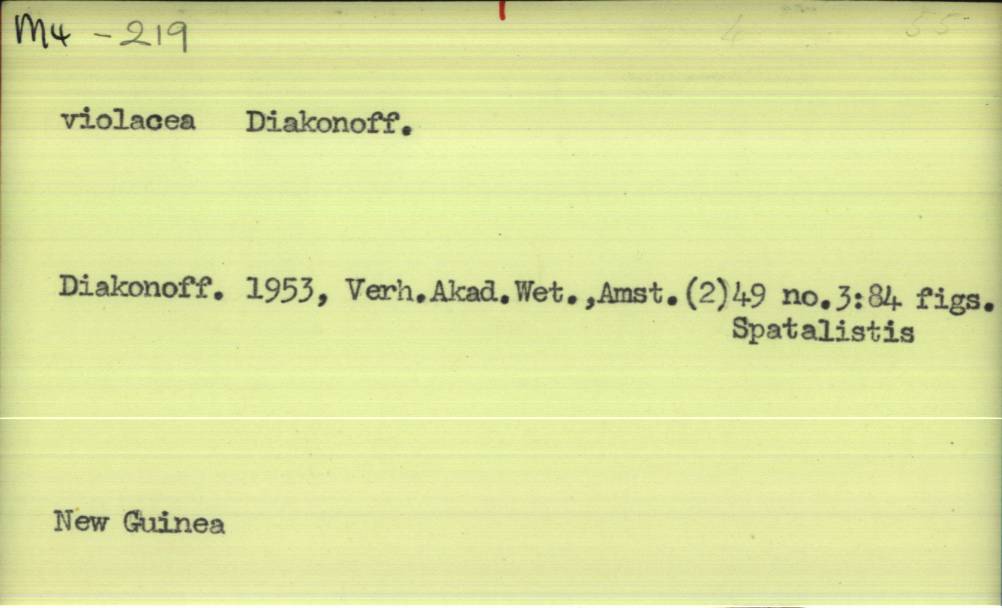 M4 - 219
violacea Diakonoff.
Diakonoff. 1953, Verh.Akad.Wet.,Amst.(2)49 no.3:84 figs.
Spatalistis
New Guinea